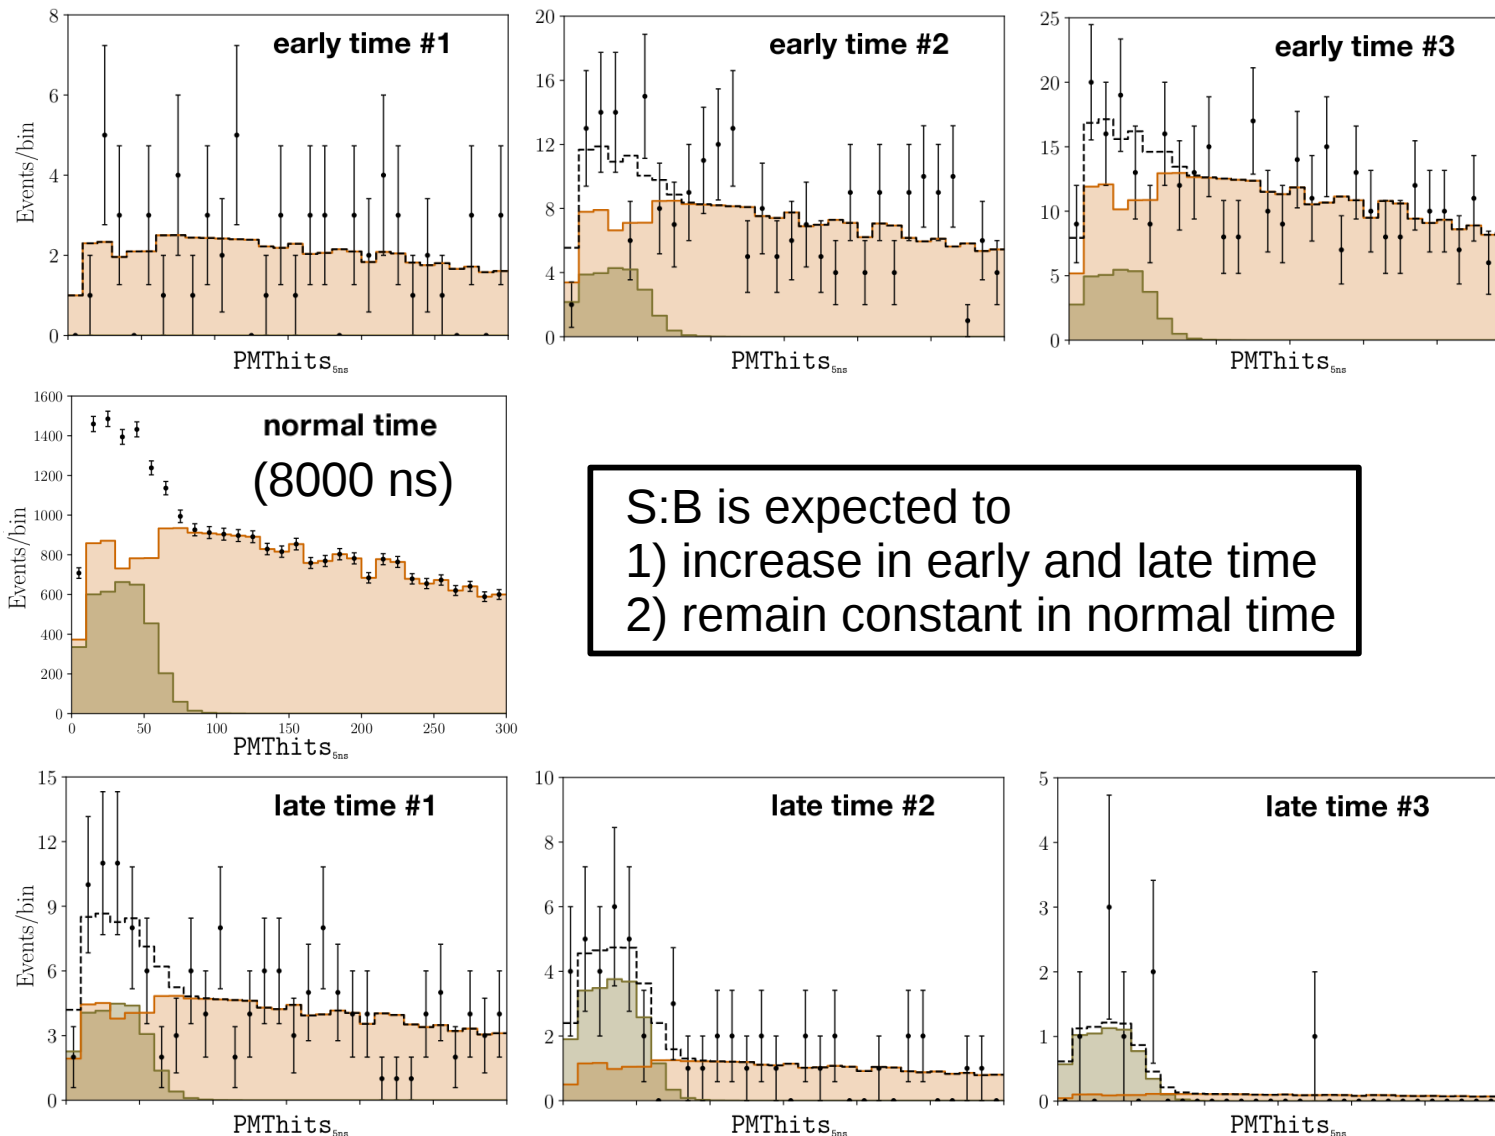 early time #1
Events/bin
0
2
4
6
8
PMThits5ns
early time #2
0
4
8
12
16
20
PMThits5ns
early time #3
0
5
10
15
20
25
PMThits5ns
normal time
(8000 ns)
Events/bin
0
200
400
600
800
1000
1200
1400
1600
0 50 100 150 200 250 300
PMThits5ns
S:B is expected to
1) increase in early and late time
2) remain constant in normal time
late time #1
Events/bin
0
3
6
9
12
15
PMThits5ns
late time #2
0
2
4
6
8
10
PMThits5ns
late time #3
0
1
2
3
4
5
PMThits5ns